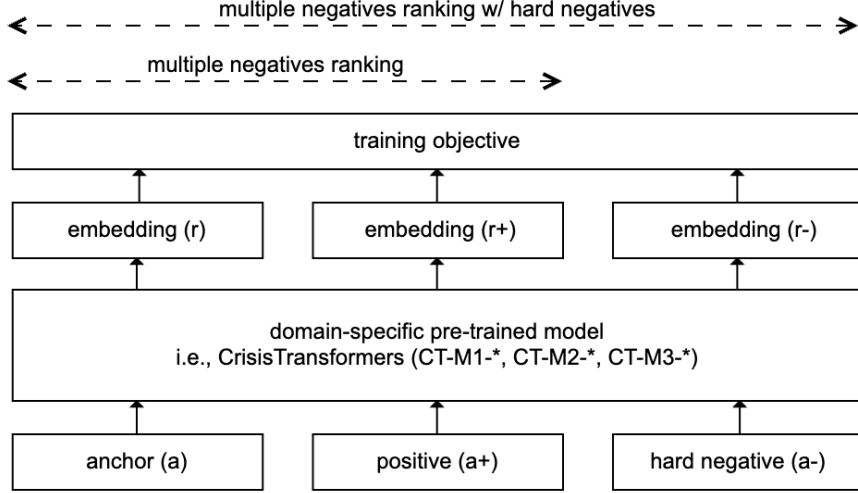 multiple negatives ranking w/ hard negatives
multiple negatives ranking
training objective
embedding (r)
embedding (r+)
embedding (r-)
domain-specific pre-trained model
i.e., CrisisTransformers (CT-M1-*, CT-M2-*, CT-M3-*)
anchor (a)
positive (a+)
hard negative (a-)